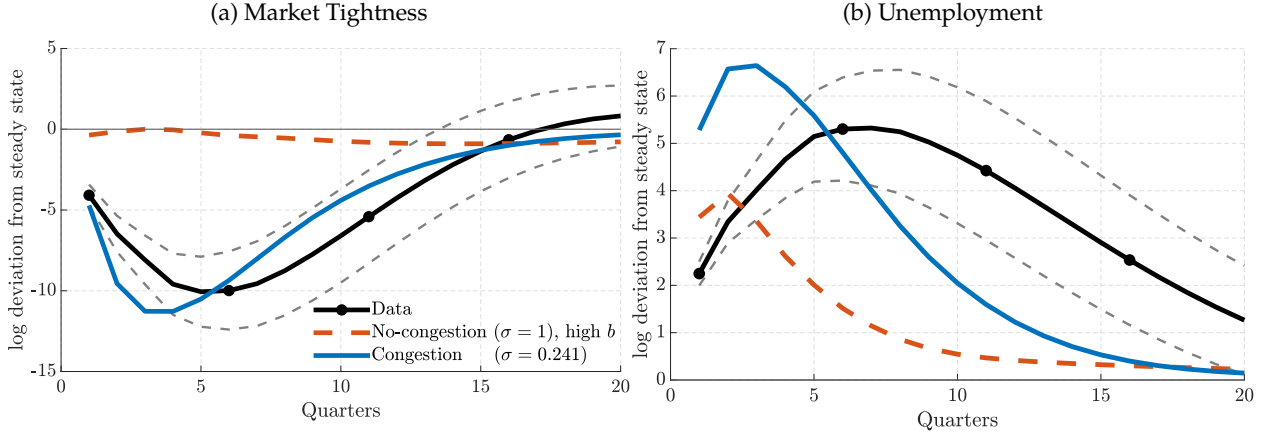 (a) Market Tightness
log deviation from steady state
5
0
-5
-10
-15
0
5
10
15
20
Quarters
Data
No-congestion (σ = 1), high b
Congestion (σ = 0.241)
(b) Unemployment
log deviation from steady state
7
6
5
4
3
2
1
0
0
5
10
15
20
Quarters